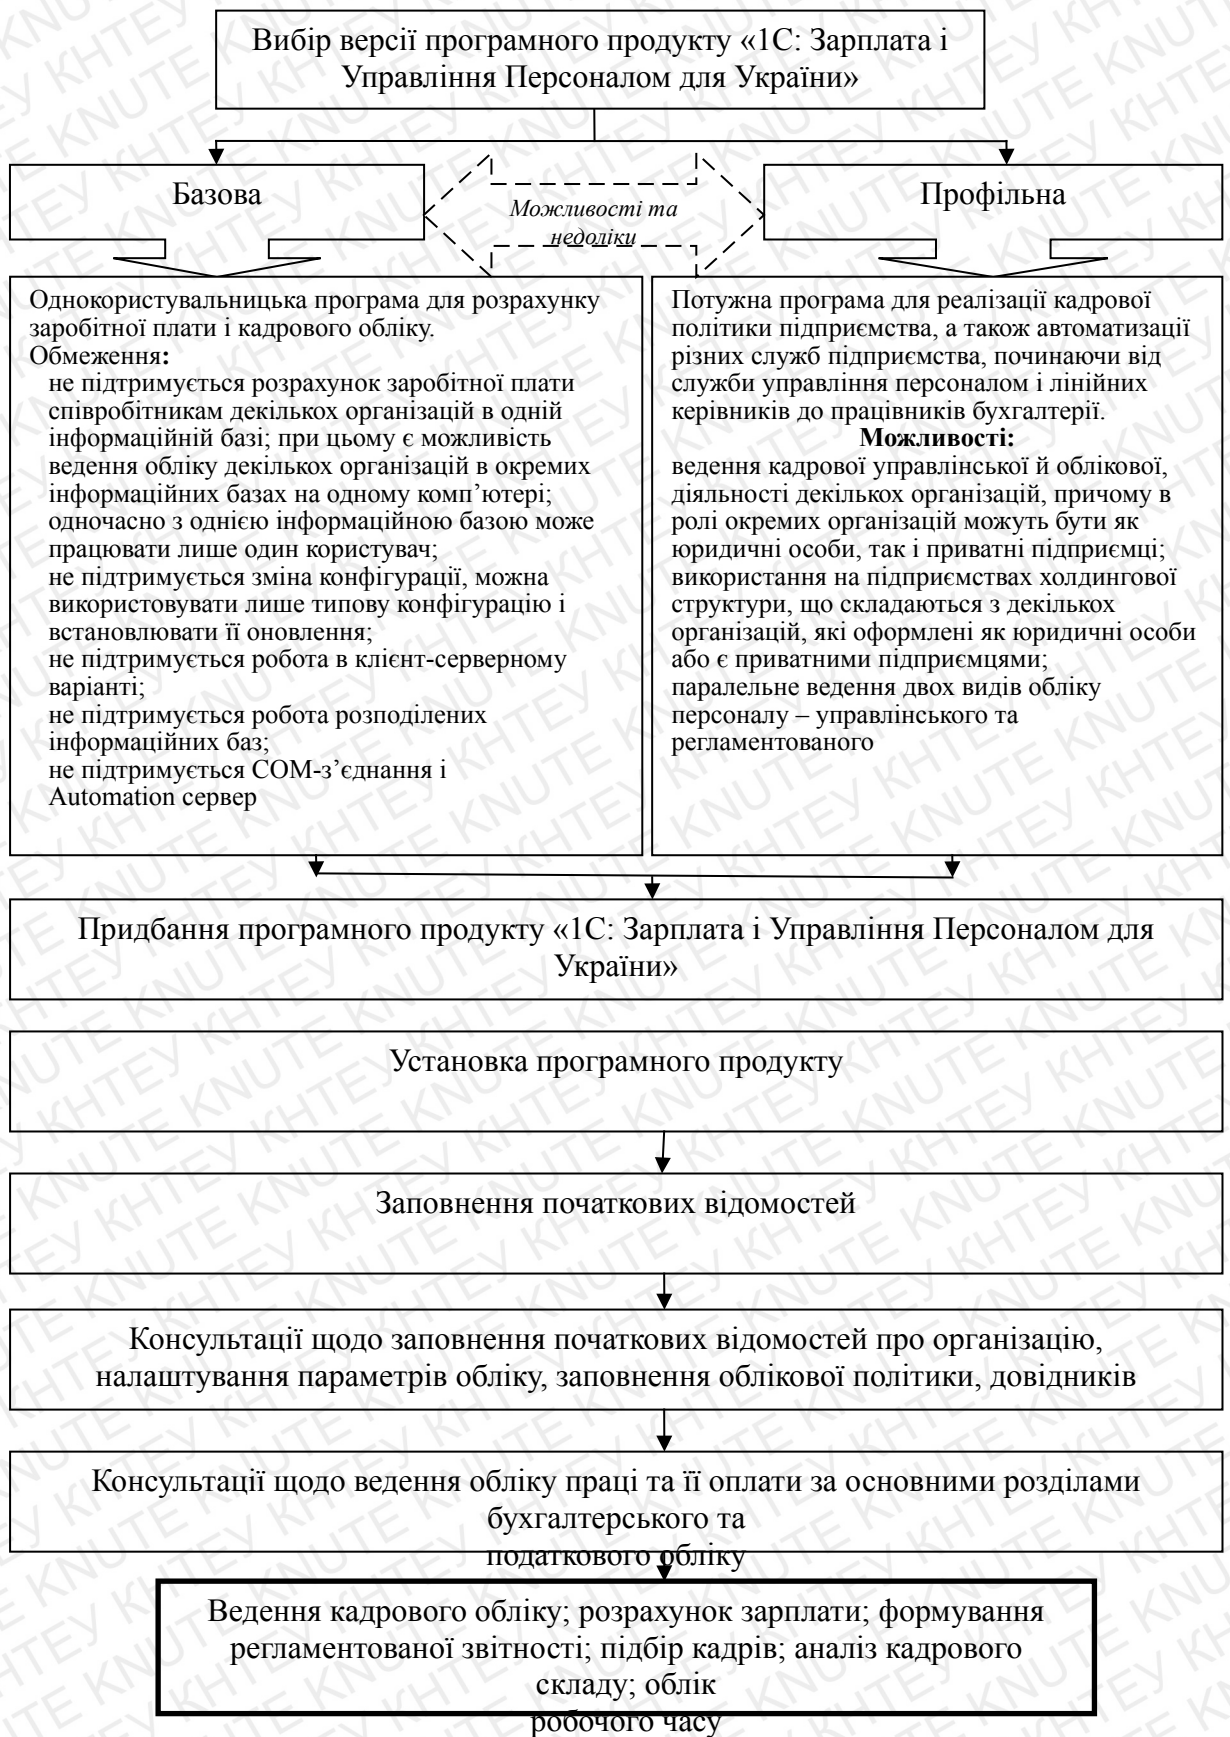 Вибір версії програмного продукту «1С: Зарплата і
Управління Персоналом для України»
Базова
Можливості та
недоліки
Профільна
Однокористувальницька програма для розрахунку
заробітної плати і кадрового обліку.
Обмеження:
не підтримується розрахунок заробітної плати
співробітникам декількох організацій в одній
інформаційній базі; при цьому є можливість
ведення обліку декількох організацій в окремих
інформаційних базах на одному комп’ютері;
одночасно з однією інформаційною базою може
працювати лише один користувач;
не підтримується зміна конфігурації, можна
використовувати лише типову конфігурацію і
встановлювати її оновлення;
не підтримується робота в клієнт-серверному
варіанті;
не підтримується робота розподілених
інформаційних баз;
не підтримується COM-з’єднання і
Automation сервер
Потужна програма для реалізації кадрової
політики підприємства, а також автоматизації
різних служб підприємства, починаючи від
служби управління персоналом і лінійних
керівників до працівників бухгалтерії.
Можливості:
ведення кадрової управлінської й облікової,
діяльності декількох організацій, причому в
ролі окремих організацій можуть бути як
юридичні особи, так і приватні підприємці;
використання на підприємствах холдингової
структури, що складаються з декількох
організацій, які оформлені як юридичні особи
або є приватними підприємцями;
паралельне ведення двох видів обліку
персоналу – управлінського та
регламентованого
Придбання програмного продукту «1С: Зарплата і Управління Персоналом для
України»
Установка програмного продукту
Заповнення початкових відомостей
Консультації щодо заповнення початкових відомостей про організацію,
налаштування параметрів обліку, заповнення облікової політики, довідників
Консультації щодо ведення обліку праці та її оплати за основними розділами
бухгалтерського та
податкового обліку
Ведення кадрового обліку; розрахунок зарплати; формування
регламентованої звітності; підбір кадрів; аналіз кадрового
складу; облік
робочого часу